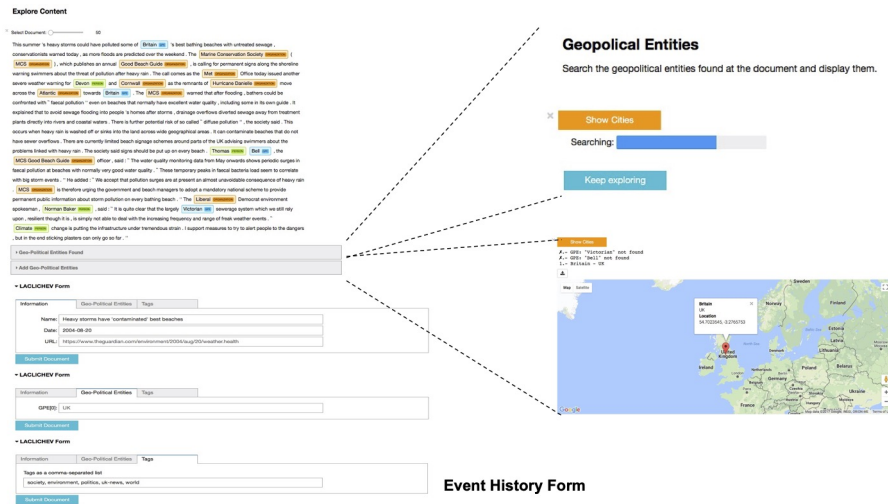 Explore Content
Select Document: 50
This summer 's heavy storms could have polluted some of Britain 's best bathing beaches with untreated sewage ,
conservationists warned today , as more floods are predicted over the weekend . The Marine Conservation Society (
MCS ) , which publishes an annual Good Beach Guide , is calling for permanent signs along the shoreline
warning swimmers about the threat of pollution after heavy rain . The call comes as the Met Office today issued another
severe weather warning for Devon and Cornwall as the remnants of Hurricane Danielle move
across the Atlantic towards Britain . The MCS warned that after flooding , bathers could be
confronted with " faecal pollution " even on beaches that normally have excellent water quality , including some in its own guide . It
explained that to avoid sewage flooding into people 's homes after storms , drainage overflows diverted sewage away from treatment
plants directly into rivers and coastal waters . There is further potential risk of so called " diffuse pollution " , the society said . This
occurs when heavy rain is washed off or sinks into the land across wide geographical areas . It can contaminate beaches that do not
have sewer overflows . There are currently limited beach signage schemes around parts of the UK advising swimmers about the
problems linked with heavy rain . The society said signs should be put up on every beach . Thomas Bell , the
MCS Good Beach Guide officer , said : " The water quality monitoring data from May onwards shows periodic surges in
faecal pollution at beaches with normally very good water quality . " These temporary peaks in faecal bacteria load seem to correlate
with big storm events . " He added : " We accept that pollution surges are at present an almost unavoidable consequence of heavy rain
. MCS is therefore urging the government and beach managers to adopt a mandatory national scheme to provide
permanent public information about storm pollution on every bathing beach . " The Liberal Democrat environment
spokesman , Norman Baker , said : " It is quite clear that the largely Victorian sewerage system which we still rely
upon , resilient though it is , is simply not able to deal with the increasing frequency and range of freak weather events . "
Climate change is putting the infrastructure under tremendous strain . I support measures to try to alert people to the dangers
, but in the end sticking plasters can only go so far . "
Geo-Political Entities Found
Add Geo-Political Entities
LACLICHEV Form
Information Geo-Political Entities Tags
Name: Heavy storms have 'contaminated' best beaches
Date: 2004-08-20
URL: https://www.theguardian.com/environment/2004/aug/20/weather.health
Submit Document
LACLICHEV Form
Information Geo-Political Entities Tags
GPE[0]: UK
Submit Document
LACLICHEV Form
Information Geo-Political Entities Tags
Tags as a comma-separated list
society, environment, politics, uk-news, world
Submit Document
Geopolical Entities
Search the geopolitical entities found at the document and display them.
Show Cities
Searching:
Keep exploring
Show Cities
✗.- GPE: "Victorias" not found
✗.- GPE: "Bell" not found
1.- Britain - UK
Map Satellite
Britain
UK
Location
54.7023545, -3.2765753
Sweden
Norway
Finland
Estonia
Latvia
Lithuania
Denmark
United Kingdom
Ireland
Netherlands
Poland
Belarus
Germany
Ukraine
France
Event History Form